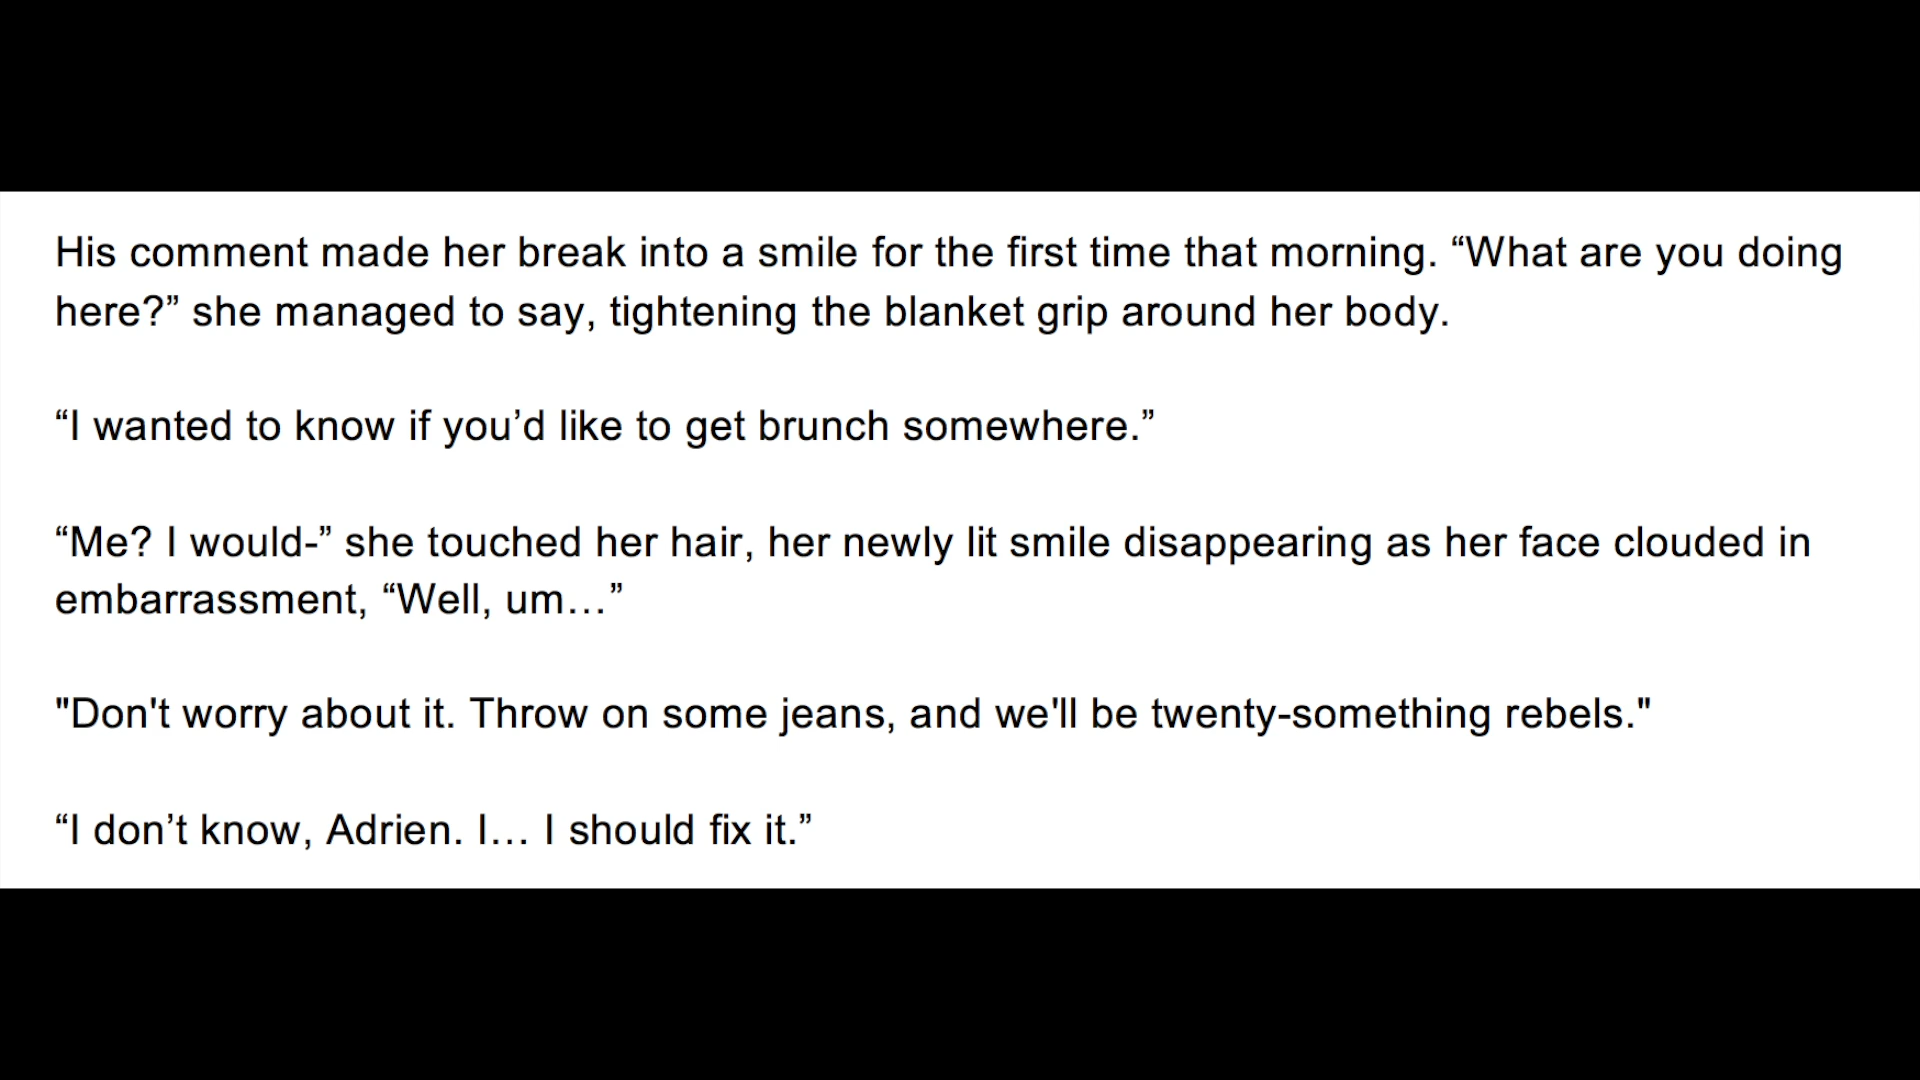 His comment made her break into a smile for the first time that morning. “What are you doing
here?” she managed to say, tightening the blanket grip around her body.
“I wanted to know if you’d like to get brunch somewhere.”
“Me? I would-” she touched her hair, her newly lit smile disappearing as her face clouded in
embarrassment, “Well, um…”
"Don't worry about it. Throw on some jeans, and we'll be twenty-something rebels."
“I don’t know, Adrien. I… I should fix it.”